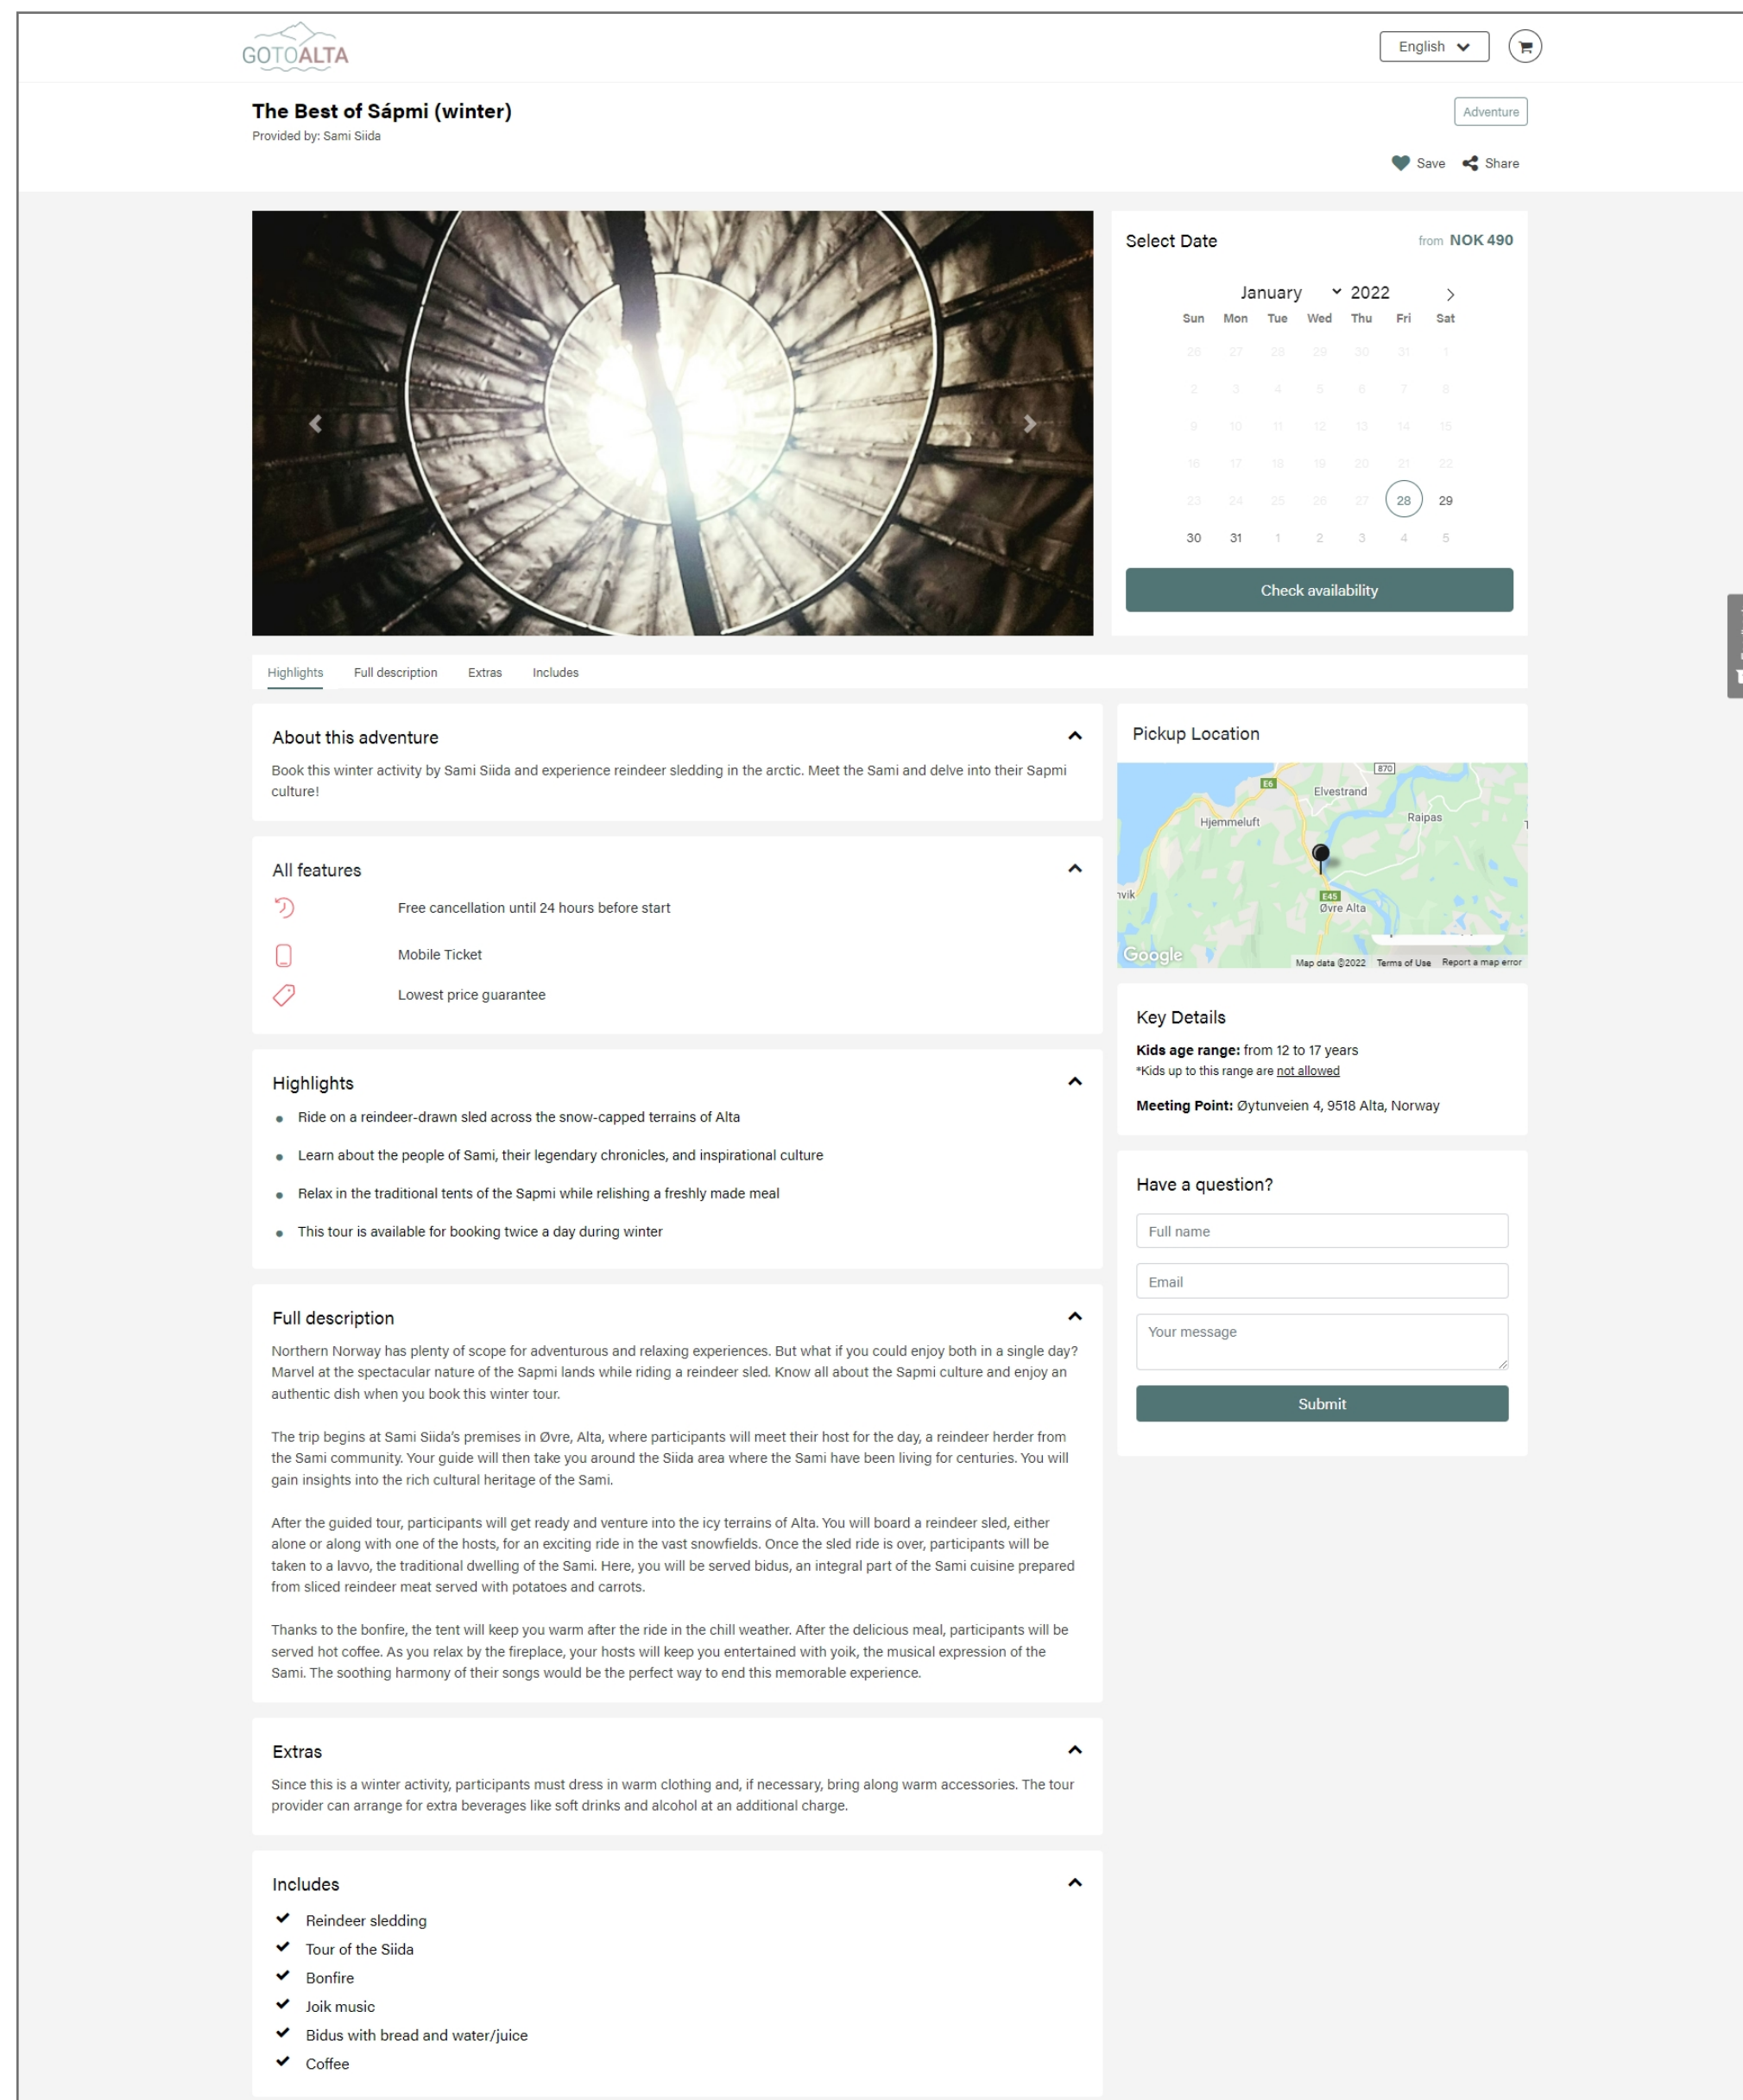 GOTOALTA
English
The Best of Sápmi (winter)
Provided by: Sami Siida
Adventure
Save
Share
Select Date
from NOK 490
January 2022
Sun Mon Tue Wed Thu Fri Sat
26 27 28 29 30 31 1
2 3 4 5 6 7 8
9 10 11 12 13 14 15
16 17 18 19 20 21 22
23 24 25 26 27 28 29
30 31 1 2 3 4 5
Check availability
Highlights Full description Extras Includes
About this adventure
Book this winter activity by Sami Siida and experience reindeer sledding in the arctic. Meet the Sami and delve into their Sapmi
culture!
All features
Free cancellation until 24 hours before start
Mobile Ticket
Lowest price guarantee
Highlights
Ride on a reindeer-drawn sled across the snow-capped terrains of Alta
Learn about the people of Sami, their legendary chronicles, and inspirational culture
Relax in the traditional tents of the Sapmi while relishing a freshly made meal
This tour is available for booking twice a day during winter
Full description
Northern Norway has plenty of scope for adventurous and relaxing experiences. But what if you could enjoy both in a single day?
Marvel at the spectacular nature of the Sapmi lands while riding a reindeer sled. Know all about the Sapmi culture and enjoy an
authentic dish when you book this winter tour.
The trip begins at Sami Siida's premises in Øvre, Alta, where participants will meet their host for the day, a reindeer herder from
the Sami community. Your guide will then take you around the Siida area where the Sami have been living for centuries. You will
gain insights into the rich cultural heritage of the Sami.
After the guided tour, participants will get ready and venture into the icy terrains of Alta. You will board a reindeer sled, either
alone or along with one of the hosts, for an exciting ride in the vast snowfields. Once the sled ride is over, participants will be
taken to a lavvo, the traditional dwelling of the Sami. Here, you will be served bidus, an integral part of the Sami cuisine prepared
from sliced reindeer meat served with potatoes and carrots.
Thanks to the bonfire, the tent will keep you warm after the ride in the chill weather. After the delicious meal, participants will be
served hot coffee. As you relax by the fireplace, your hosts will keep you entertained with yoik, the musical expression of the
Sami. The soothing harmony of their songs would be the perfect way to end this memorable experience.
Extras
Since this is a winter activity, participants must dress in warm clothing and, if necessary, bring along warm accessories. The tour
provider can arrange for extra beverages like soft drinks and alcohol at an additional charge.
Includes
Reindeer sledding
Tour of the Siida
Bonfire
Joik music
Bidus with bread and water/juice
Coffee
Pickup Location
870
E6
Elvestrand
Hjemmeluft
Raipas
vik
E45
Øvre Alta
Google
Map data ©2022 Terms of Use Report a map error
Key Details
Kids age range: from 12 to 17 years
*Kids up to this range are not allowed
Meeting Point: Øytunveien 4, 9518 Alta, Norway
Have a question?
Full name
Email
Your message
Submit